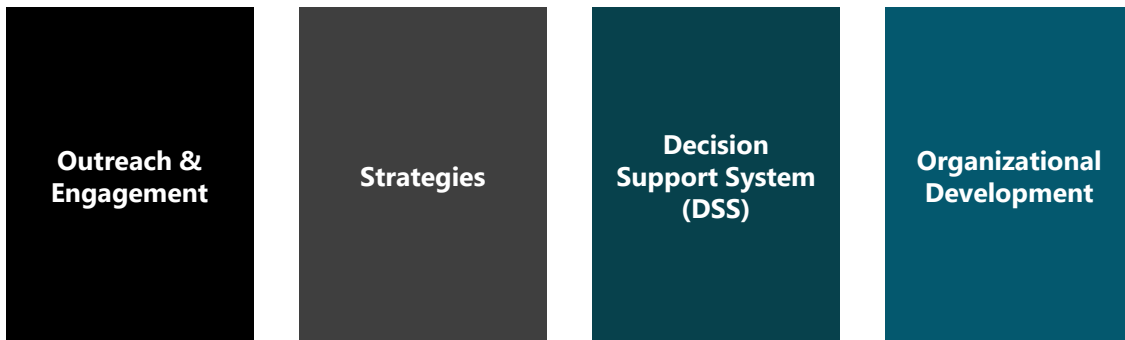 Outreach &
Engagement
Strategies
Decision
Support System
(DSS)
Organizational
Development